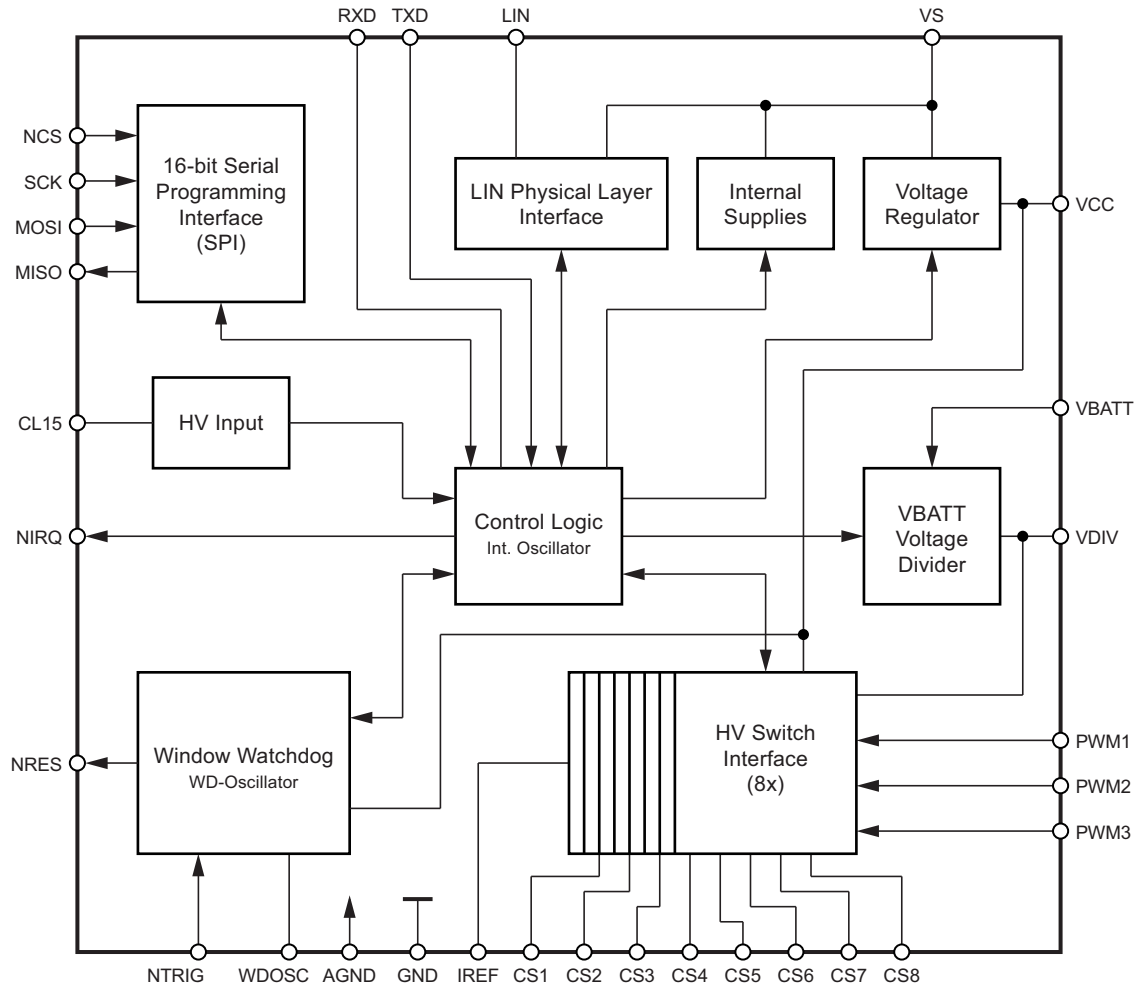 RXD
TXD
LIN
VS
NCS
SCK
MOSI
MISO
16-bit Serial
Programming
Interface
(SPI)
LIN Physical Layer
Interface
Internal
Supplies
Voltage
Regulator
VCC
CL15
HV Input
VBATT
NIRQ
Control Logic
Int. Oscillator
VBATT
Voltage
Divider
VDIV
NRES
Window Watchdog
WD-Oscillator
HV Switch
Interface
(8x)
PWM1
PWM2
PWM3
NTRIG
WDOSC
AGND
GND
IREF
CS1
CS2
CS3
CS4
CS5
CS6
CS7
CS8